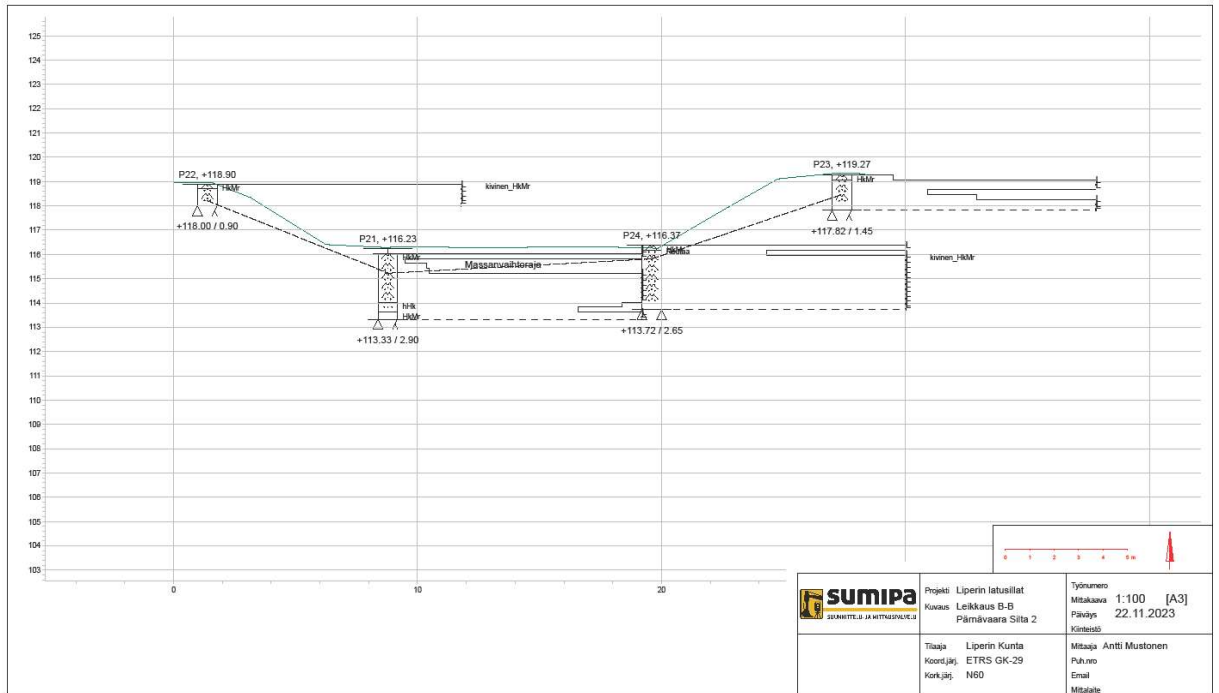 125
124
123
122
121
120
119
118
117
116
115
114
113
112
111
110
109
108
107
106
105
104
103
P22, +118.90
HkMr
kivinen_HkMr
+118.00 / 0.90
P21, +116.23
HkMr
Massanvaihtoraja
hHk
HkMr
+113.33 / 2.90
P24, +116.37
+113.72 / 2.65
kivinen_HkMr
P23, +119.27
HkMr
+117.82 / 1.45
0
10
20
0 1 2 3 4 5 m
sumipa
SUUNNITTELU- JA MITTAUSPALVELU
Projekti Liperin latusillat
Kuvaus Leikkaus B-B
Pärnävaara Silta 2
Työnumero
Mittakaava 1:100 [A3]
Päiväys 22.11.2023
Kiinteistö
Tilaaja Liperin Kunta
Koord.järj. ETRS GK-29
Kork.järj. N60
Mittaaja Antti Mustonen
Puh.nro
Email
Mittalaite